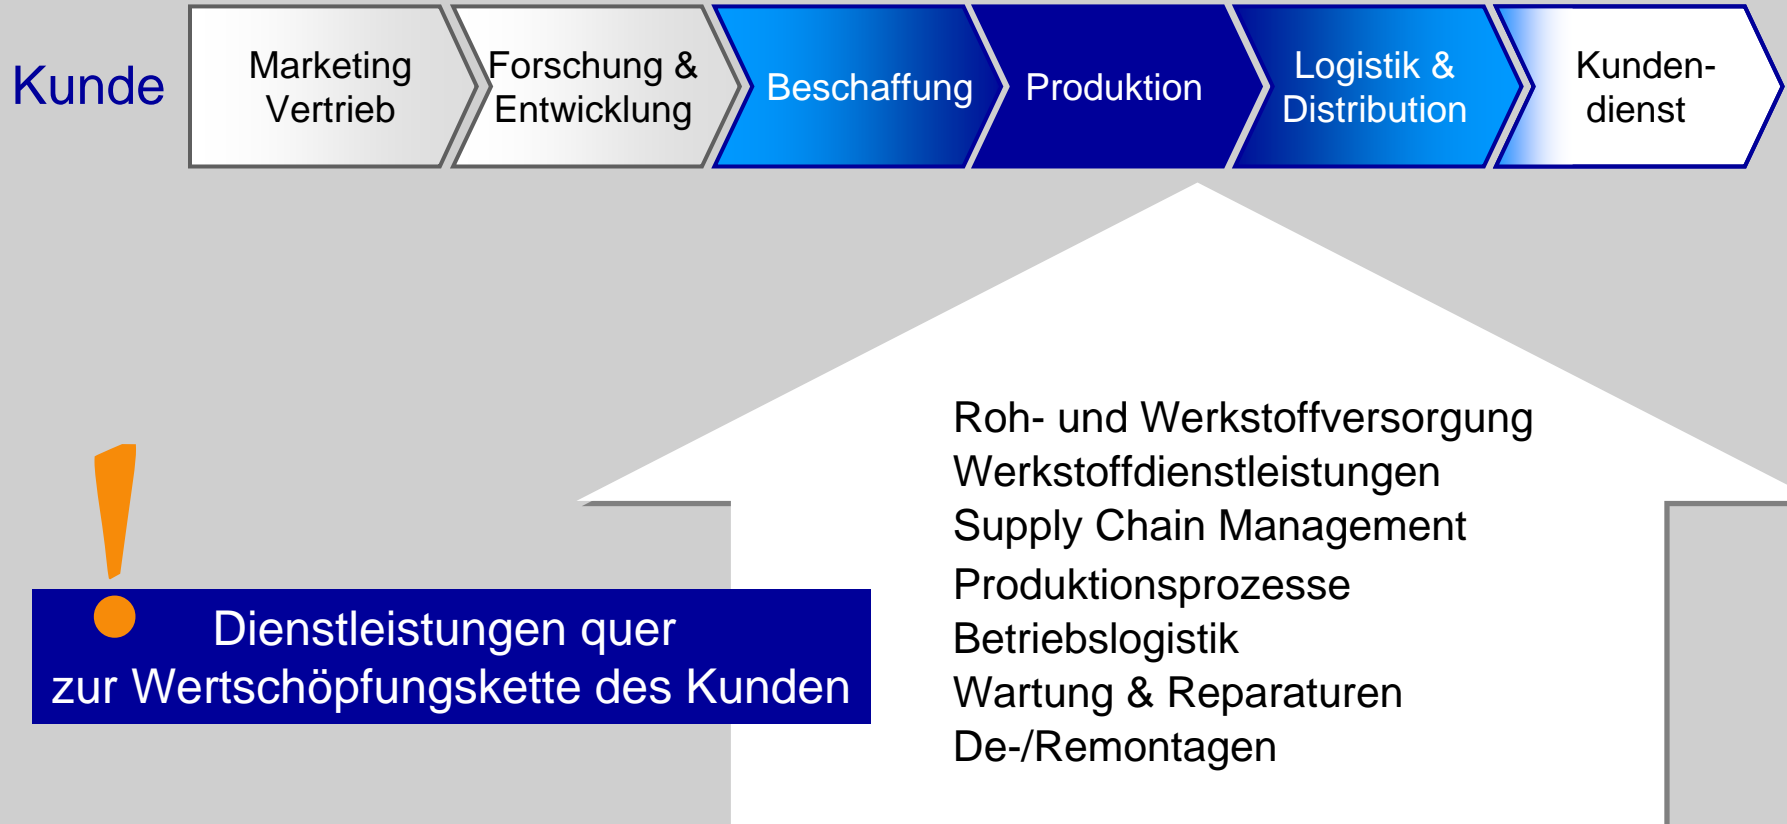 Kunde
Marketing
Vertrieb
Forschung &
Entwicklung
Beschaffung
Produktion
Logistik &
Distribution
Kunden-
dienst
Roh- und Werkstoffversorgung
Werkstoffdienstleistungen
Supply Chain Management
Produktionsprozesse
Betriebslogistik
Wartung & Reparaturen
De-/Remontagen
!
Dienstleistungen quer
zur Wertschöpfungskette des Kunden